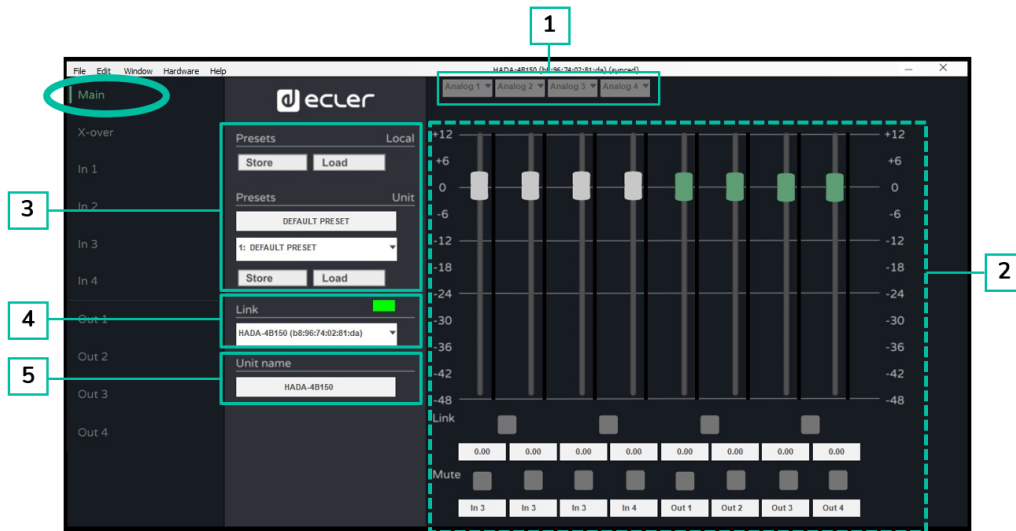 1
File Edit Window Hardware Help
HADA-4B150 (b8:96:74:02:81:da) (synced)
Main
X-over
In 1
In 2
In 3
In 4
Out 1
Out 2
Out 3
Out 4
ecler
Presets Local
Store Load
Presets Unit
DEFAULT PRESET
1: DEFAULT PRESET
Store Load
3
Link
HADA-4B150 (b8:96:74:02:81:da)
4
Unit name
HADA-4B150
5
Analog 1 Analog 2 Analog 3 Analog 4
+12 +12
+6 +6
0 0
-6 -6
-12 -12
-18 -18
-24 -24
-30 -30
-36 -36
-42 -42
-48 -48
2
Link
0.00 0.00 0.00 0.00 0.00 0.00 0.00 0.00
Mute
In 3 In 3 In 3 In 4 Out 1 Out 2 Out 3 Out 4